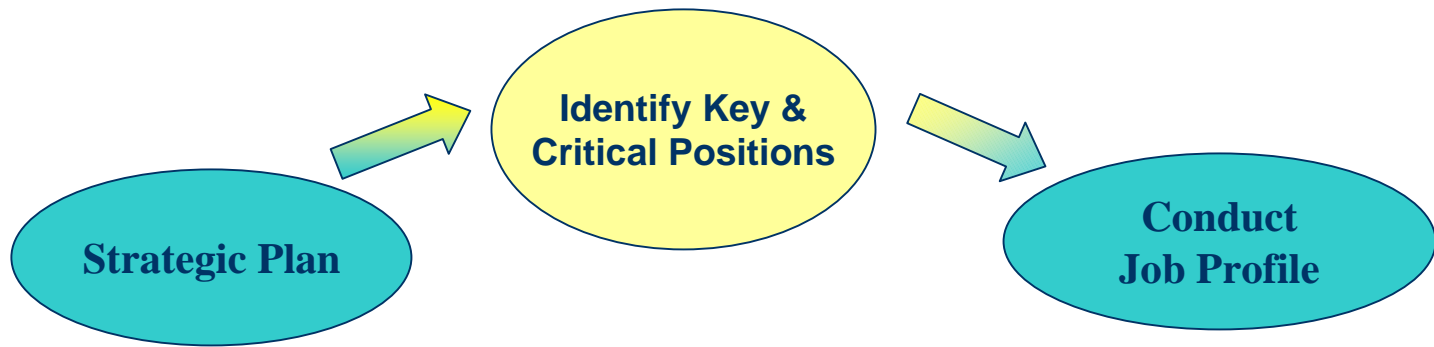 Strategic Plan
Identify Key &
Critical Positions
Conduct
Job Profile